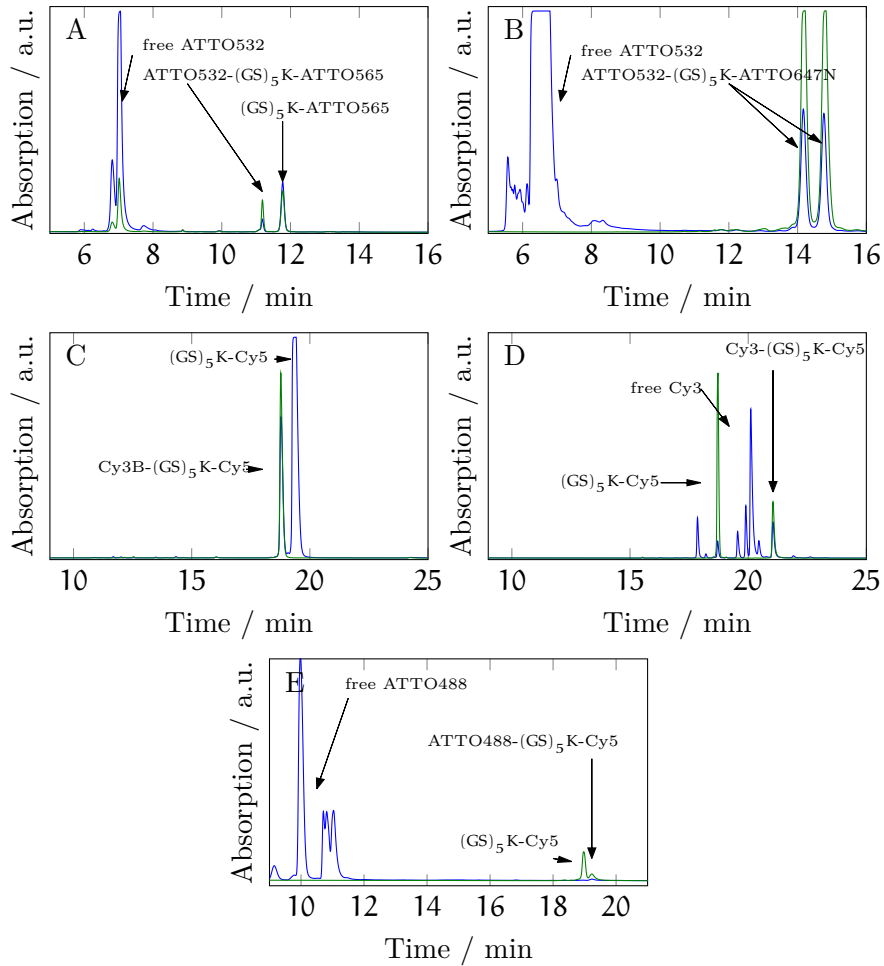 A
free ATTO532
ATTO532-(GS)₅K-ATTO565
(GS)₅K-ATTO565
Absorption / a.u.
6 8 10 12 14 16
Time / min
B
free ATTO532
ATTO532-(GS)₅K-ATTO647N
Absorption / a.u.
6 8 10 12 14 16
Time / min
C
(GS)₅K-Cy5
Cy3B-(GS)₅K-Cy5
Absorption / a.u.
10 15 20 25
Time / min
D
Cy3-(GS)₅K-Cy5
free Cy3
(GS)₅K-Cy5
Absorption / a.u.
10 15 20 25
Time / min
E
free ATTO488
ATTO488-(GS)₅K-Cy5
(GS)₅K-Cy5
Absorption / a.u.
10 12 14 16 18 20
Time / min